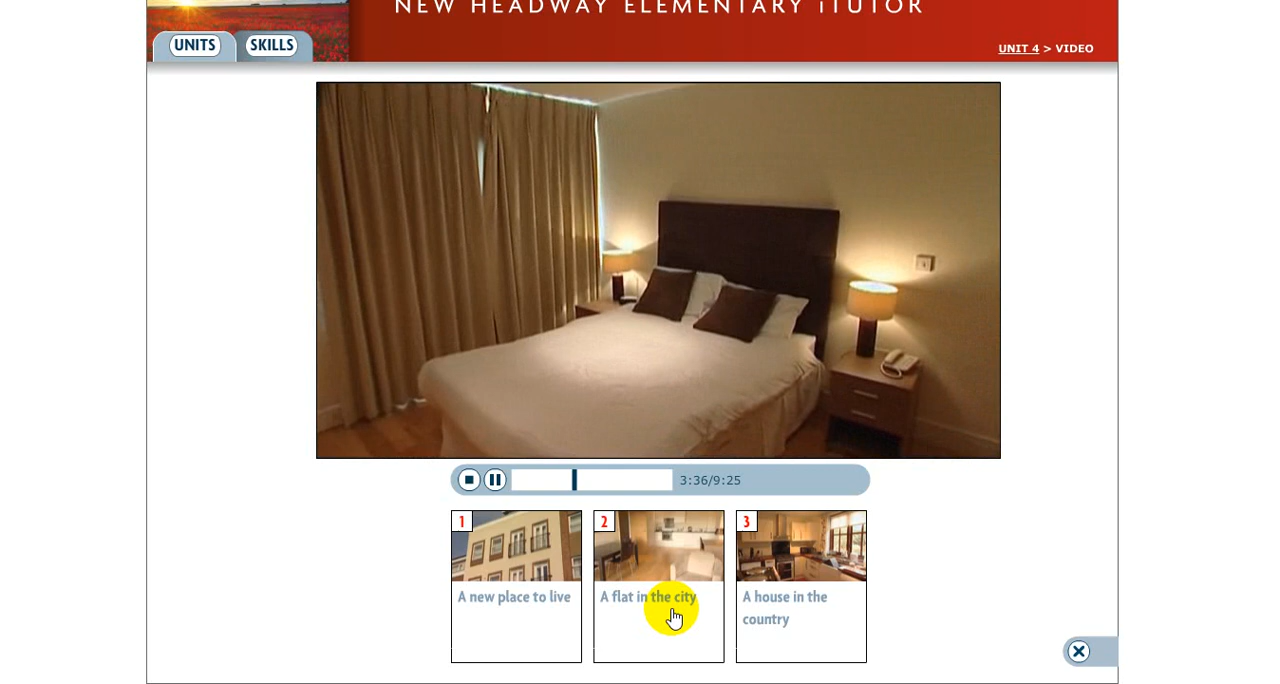 NEW HEADWAY ELEMENTARY iTUTOR
UNITS
SKILLS
UNIT 4 > VIDEO
3:36/9:25
1
2
3
A new place to live
A flat in the city
A house in the
country